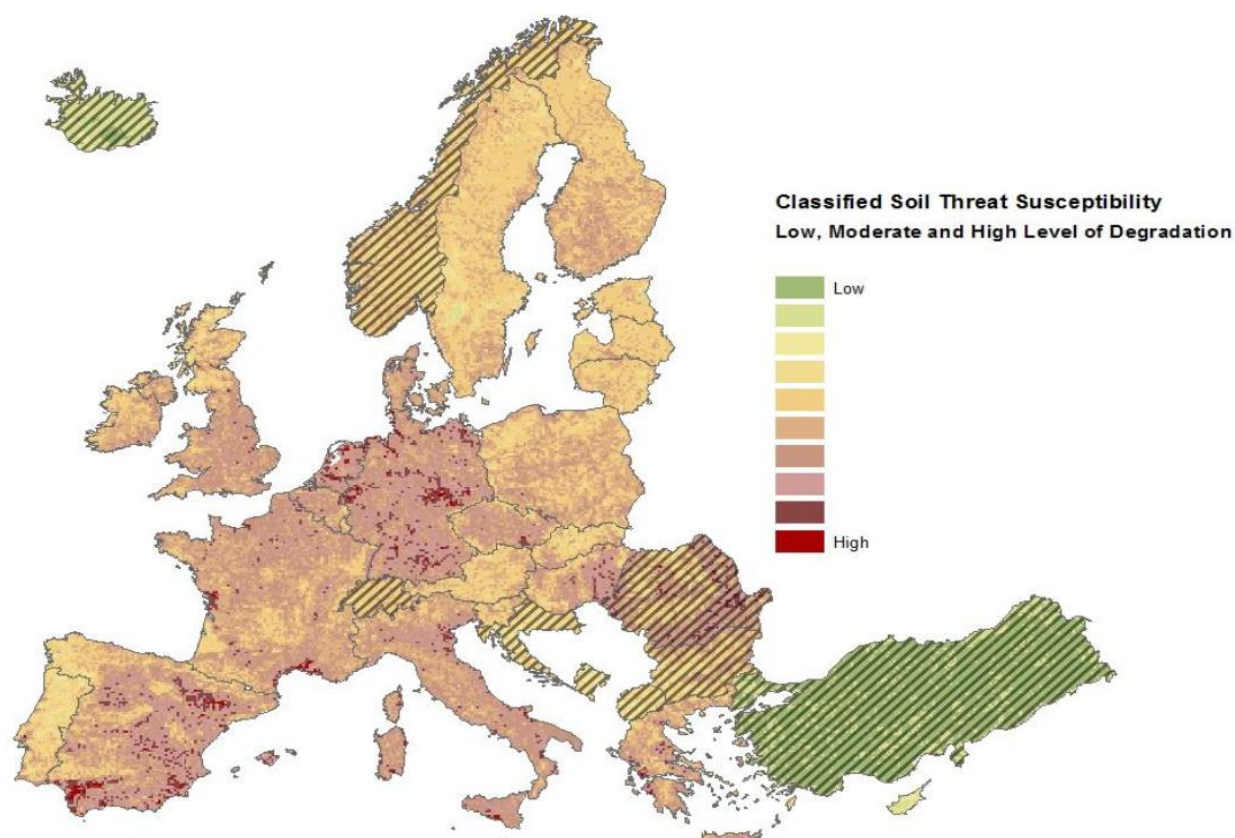 Classified Soil Threat Susceptibility
Low, Moderate and High Level of Degradation
Low
High